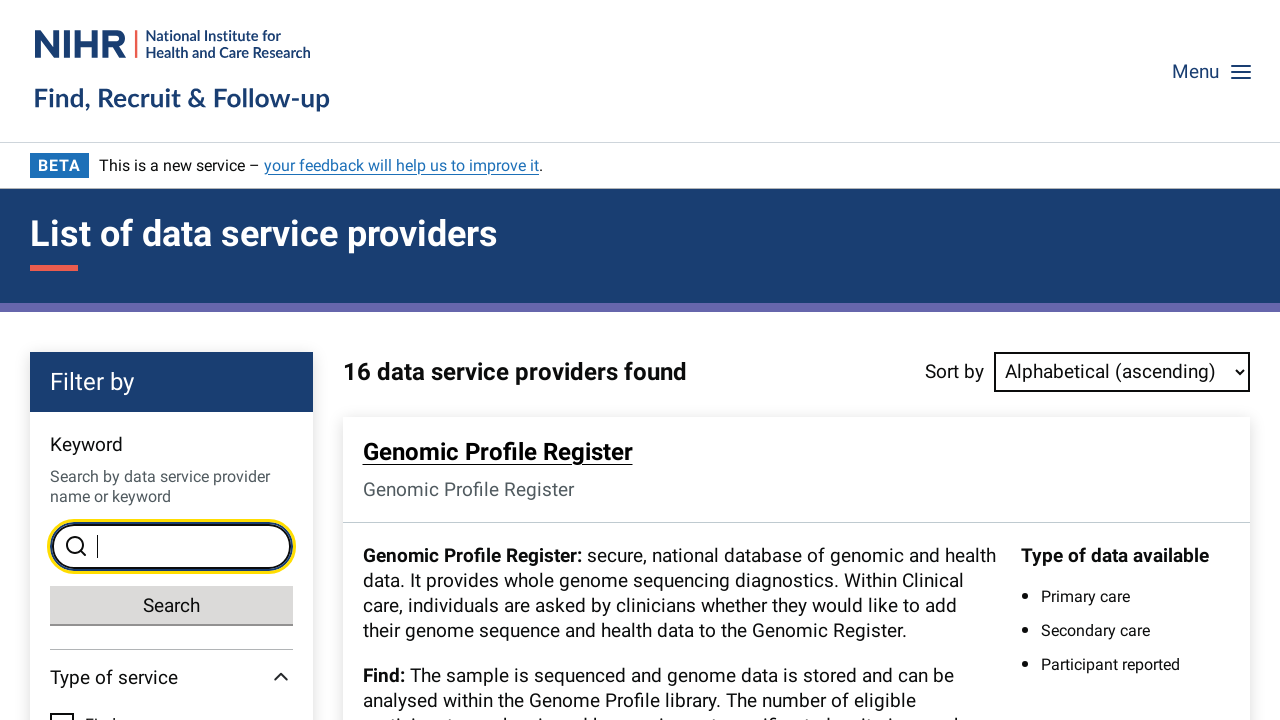 NIHR | National Institute for
Health and Care Research
Find, Recruit & Follow-up
Menu
BETA This is a new service – your feedback will help us to improve it.
List of data service providers
Filter by
Keyword
Search by data service provider
name or keyword
Search
Type of service
16 data service providers found
Sort by Alphabetical (ascending)
Genomic Profile Register
Genomic Profile Register
Genomic Profile Register: secure, national database of genomic and health
data. It provides whole genome sequencing diagnostics. Within Clinical
care, individuals are asked by clinicians whether they would like to add
their genome sequence and health data to the Genomic Register.
Find: The sample is sequenced and genome data is stored and can be
analysed within the Genome Profile library. The number of eligible
Type of data available
Primary care
Secondary care
Participant reported